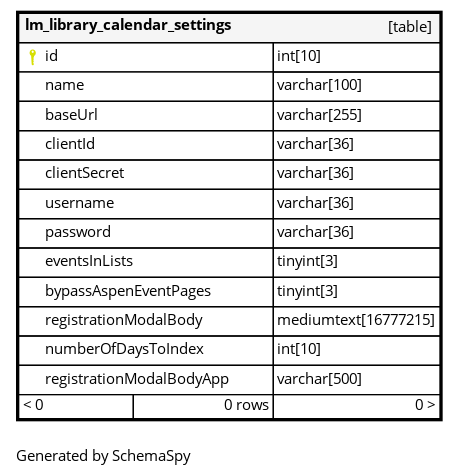 lm_library_calendar_settings [table]
id int[10]
name varchar[100]
baseUrl varchar[255]
clientId varchar[36]
clientSecret varchar[36]
username varchar[36]
password varchar[36]
eventsInLists tinyint[3]
bypassAspenEventPages tinyint[3]
registrationModalBody mediumtext[16777215]
numberOfDaysToIndex int[10]
registrationModalBodyApp varchar[500]
< 0 0 rows 0 >
Generated by SchemaSpy